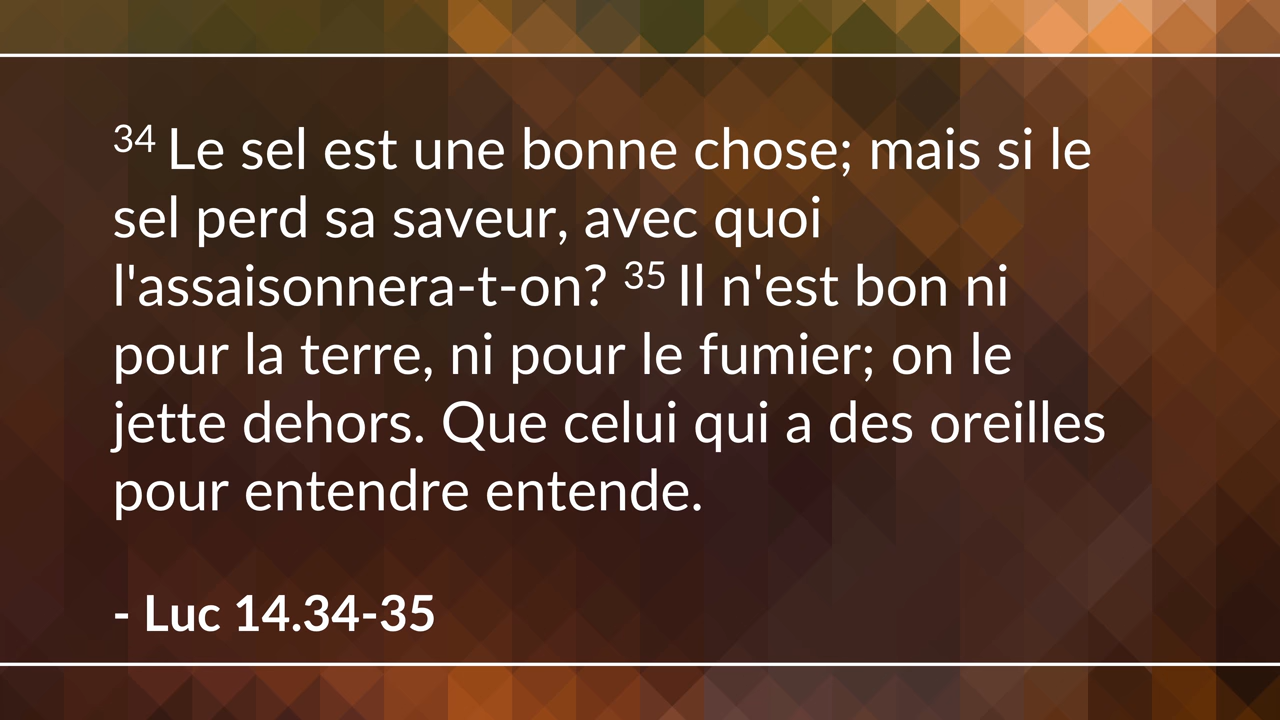 34 Le sel est une bonne chose; mais si le
sel perd sa saveur, avec quoi
l'assaisonnera-t-on? 35 Il n'est bon ni
pour la terre, ni pour le fumier; on le
jette dehors. Que celui qui a des oreilles
pour entendre entende.
- Luc 14.34-35